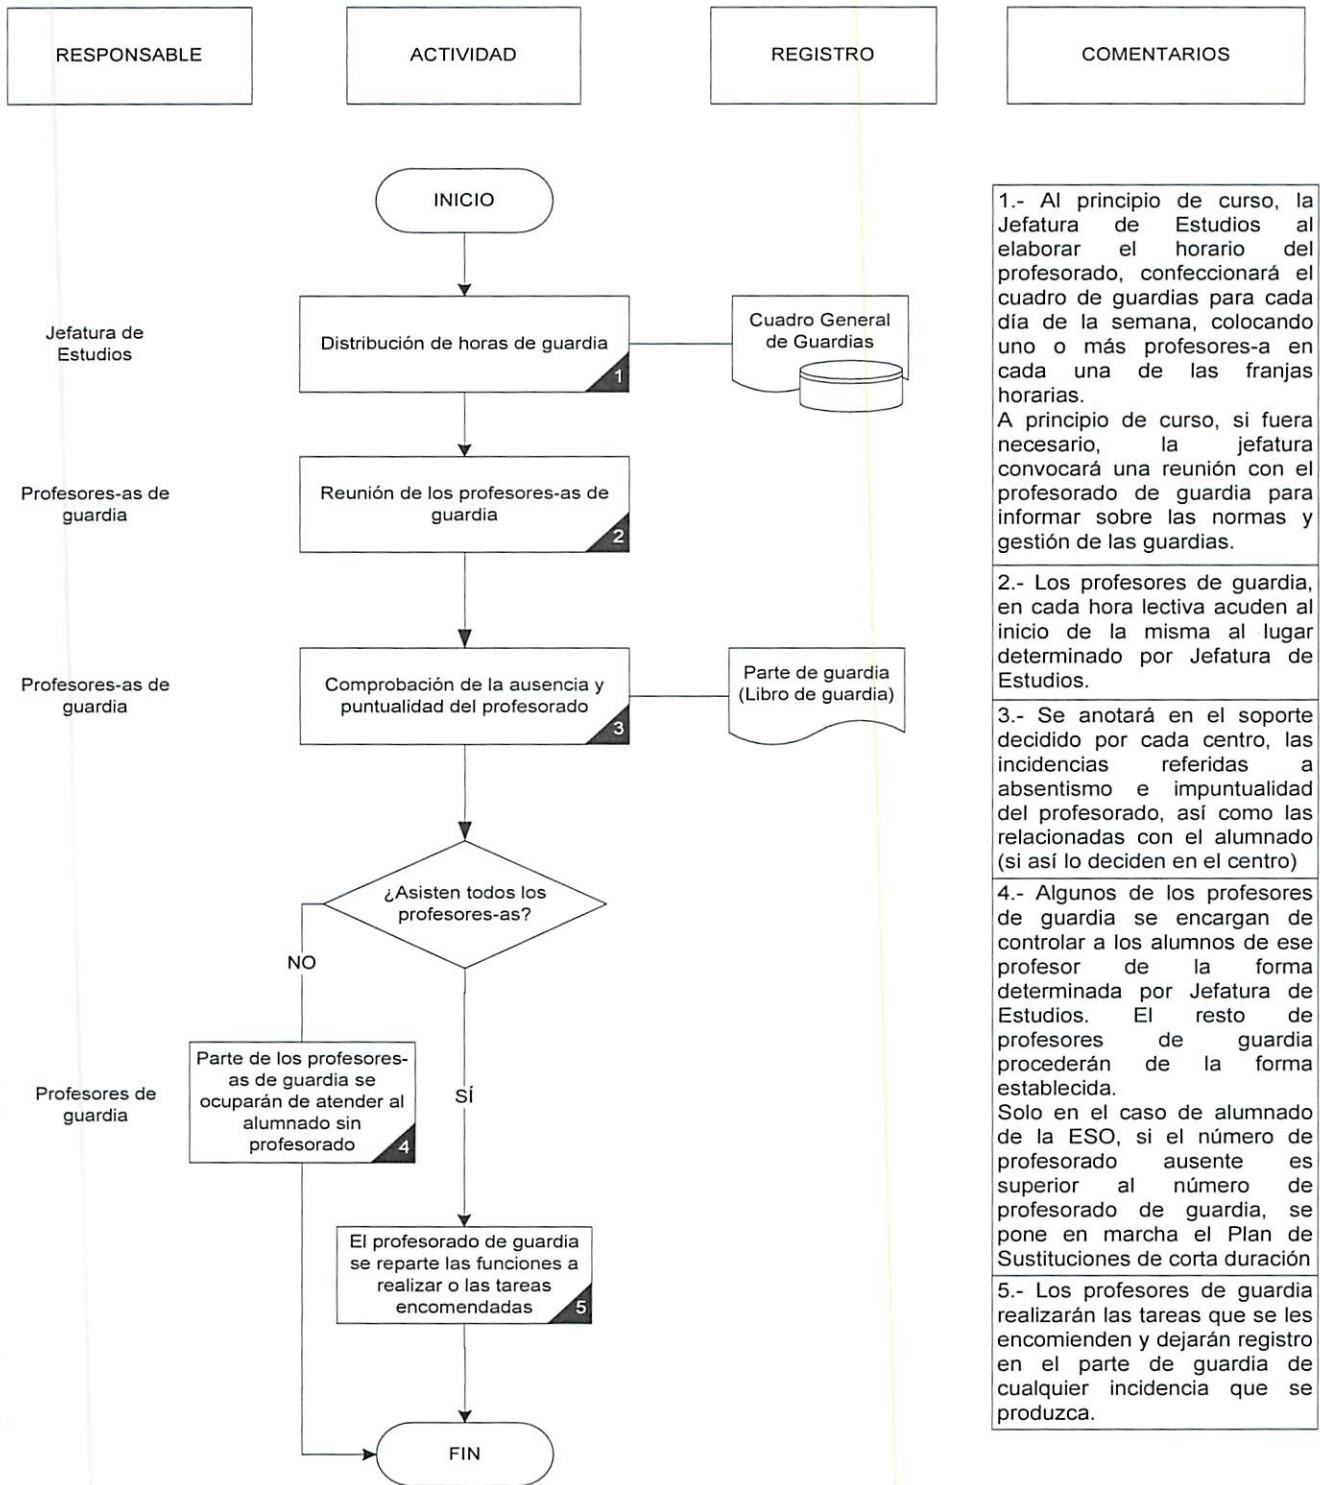 RESPONSABLE
ACTIVIDAD
REGISTRO
COMENTARIOS
INICIO
Jefatura de
Estudios
Distribución de horas de guardia
1
Cuadro General
de Guardias
Profesores-as de
guardia
Reunión de los profesores-as de
guardia
2
Profesores-as de
guardia
Comprobación de la ausencia y
puntualidad del profesorado
3
Parte de guardia
(Libro de guardia)
¿Asisten todos los
profesores-as?
NO
SÍ
Profesores de
guardia
Parte de los profesores-
as de guardia se
ocuparán de atender al
alumnado sin
profesorado
4
El profesorado de guardia
se reparte las funciones a
realizar o las tareas
encomendadas
5
FIN
1.- Al principio de curso, la
Jefatura de Estudios al
elaborar el horario del
profesorado, confeccionará el
cuadro de guardias para cada
día de la semana, colocando
uno o más profesores-a en
cada una de las franjas
horarias.
A principio de curso, si fuera
necesario, la jefatura
convocará una reunión con el
profesorado de guardia para
informar sobre las normas y
gestión de las guardias.
2.- Los profesores de guardia,
en cada hora lectiva acuden al
inicio de la misma al lugar
determinado por Jefatura de
Estudios.
3.- Se anotará en el soporte
decidido por cada centro, las
incidencias referidas a
absentismo e impuntualidad
del profesorado, así como las
relacionadas con el alumnado
(si así lo deciden en el centro)
4.- Algunos de los profesores
de guardia se encargan de
controlar a los alumnos de ese
profesor de la forma
determinada por Jefatura de
Estudios. El resto de
profesores de guardia
procederán de la forma
establecida.
Solo en el caso de alumnado
de la ESO, si el número de
profesorado ausente es
superior al número de
profesorado de guardia, se
pone en marcha el Plan de
Sustituciones de corta duración
5.- Los profesores de guardia
realizarán las tareas que se les
encomienden y dejarán registro
en el parte de guardia de
cualquier incidencia que se
produzca.